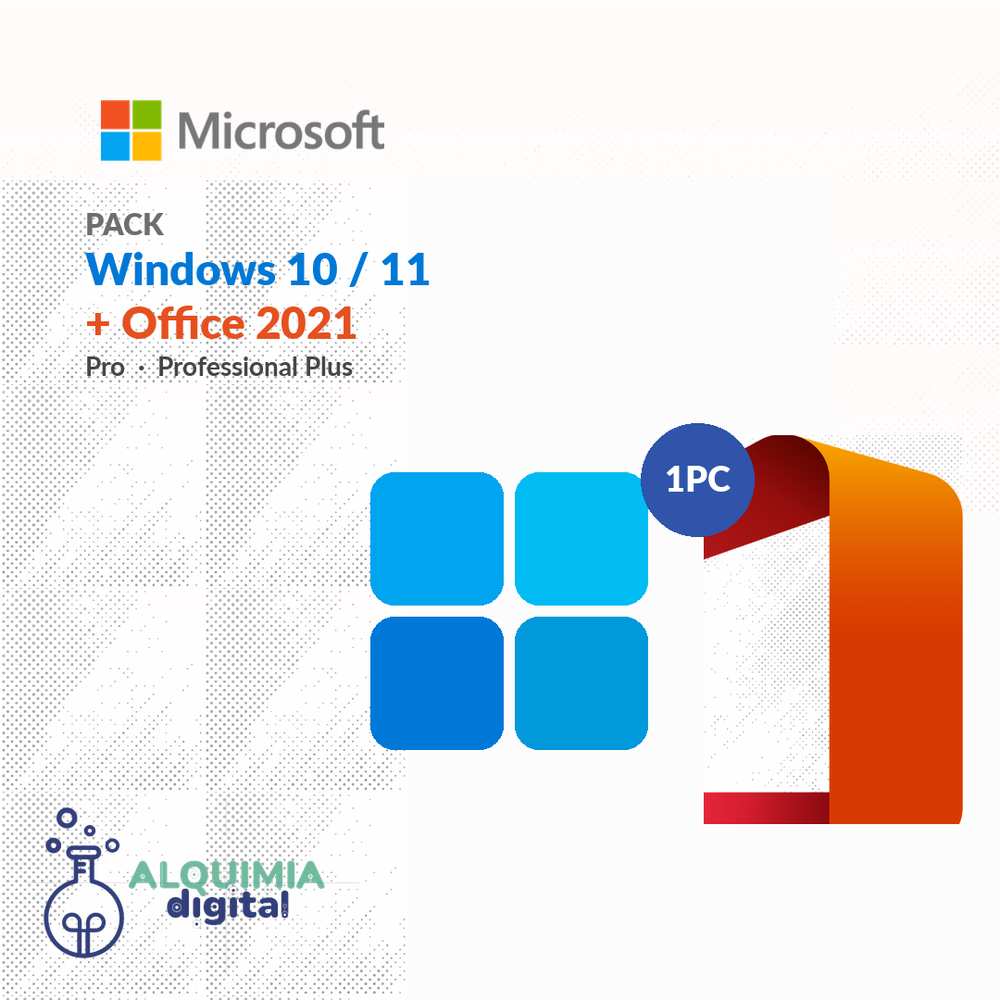 Microsoft
PACK
Windows 10 / 11
+ Office 2021
Pro · Professional Plus
1PC
ALQUIMIA
digital